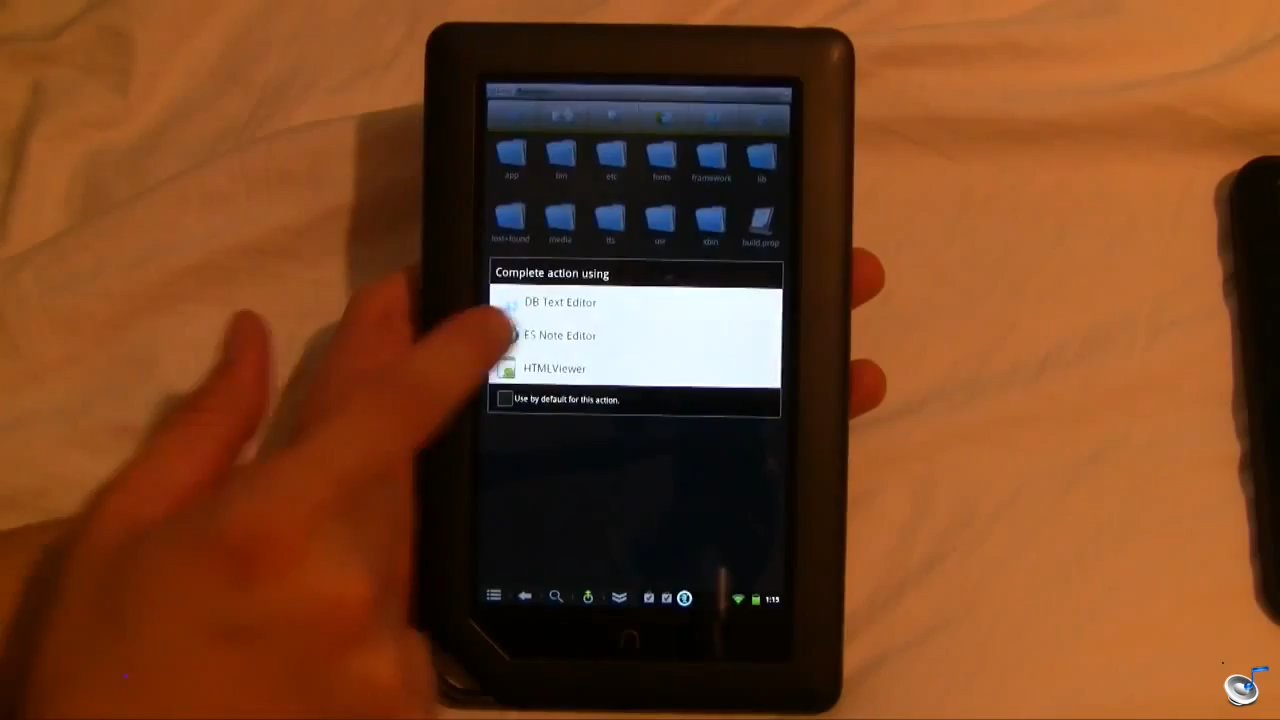 app bin etc fonts framework lib
lost+found media tts usr xbin build.prop
Complete action using
DB Text Editor
ES Note Editor
HTMLViewer
Use by default for this action.
1:15